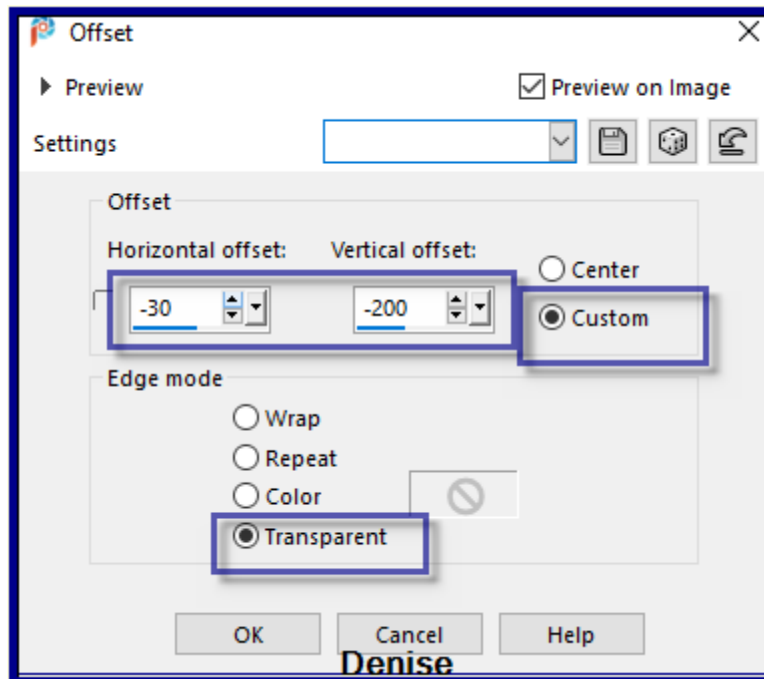 Offset
Preview
Preview on Image
Settings
Offset
Horizontal offset:
Vertical offset:
-30
-200
Center
Custom
Edge mode
Wrap
Repeat
Color
Transparent
OK
Cancel
Help
Denise